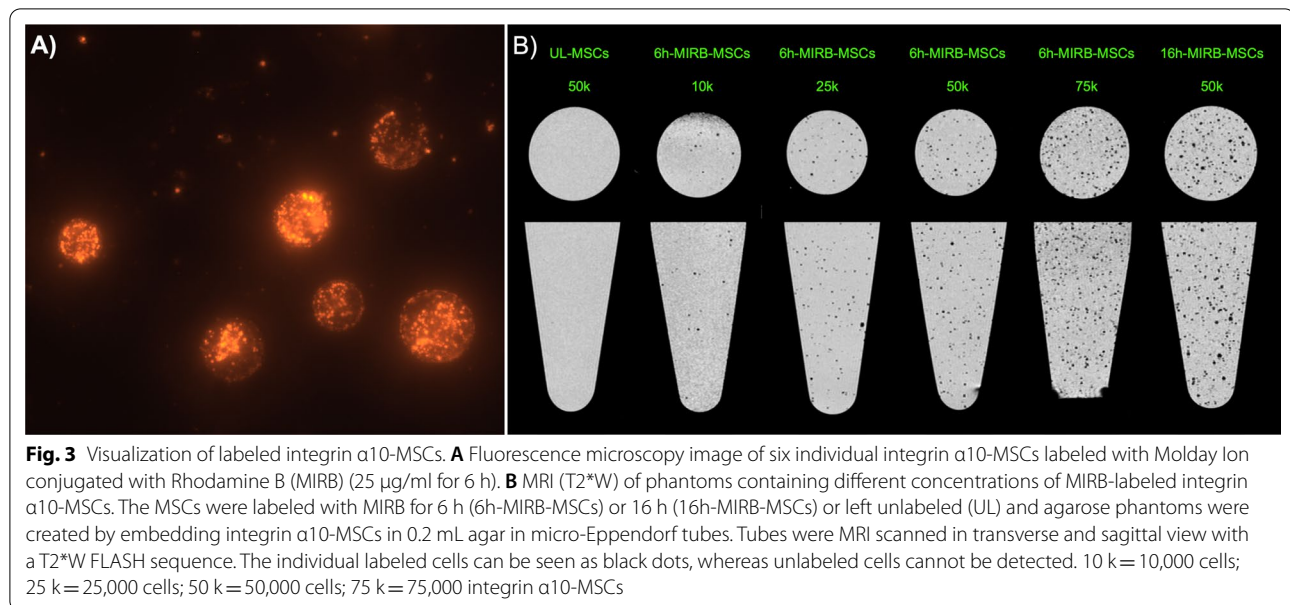 A)
B)
UL-MSCs 6h-MIRB-MSCs 6h-MIRB-MSCs 6h-MIRB-MSCs 6h-MIRB-MSCs 16h-MIRB-MSCs
50k 10k 25k 50k 75k 50k
Fig. 3 Visualization of labeled integrin α10-MSCs. A Fluorescence microscopy image of six individual integrin α10-MSCs labeled with Molday Ion
conjugated with Rhodamine B (MIRB) (25 µg/ml for 6 h). B MRI (T2*W) of phantoms containing different concentrations of MIRB-labeled integrin
α10-MSCs. The MSCs were labeled with MIRB for 6 h (6h-MIRB-MSCs) or 16 h (16h-MIRB-MSCs) or left unlabeled (UL) and agarose phantoms were
created by embedding integrin α10-MSCs in 0.2 mL agar in micro-Eppendorf tubes. Tubes were MRI scanned in transverse and sagittal view with
a T2*W FLASH sequence. The individual labeled cells can be seen as black dots, whereas unlabeled cells cannot be detected. 10 k = 10,000 cells;
25 k = 25,000 cells; 50 k = 50,000 cells; 75 k = 75,000 integrin α10-MSCs